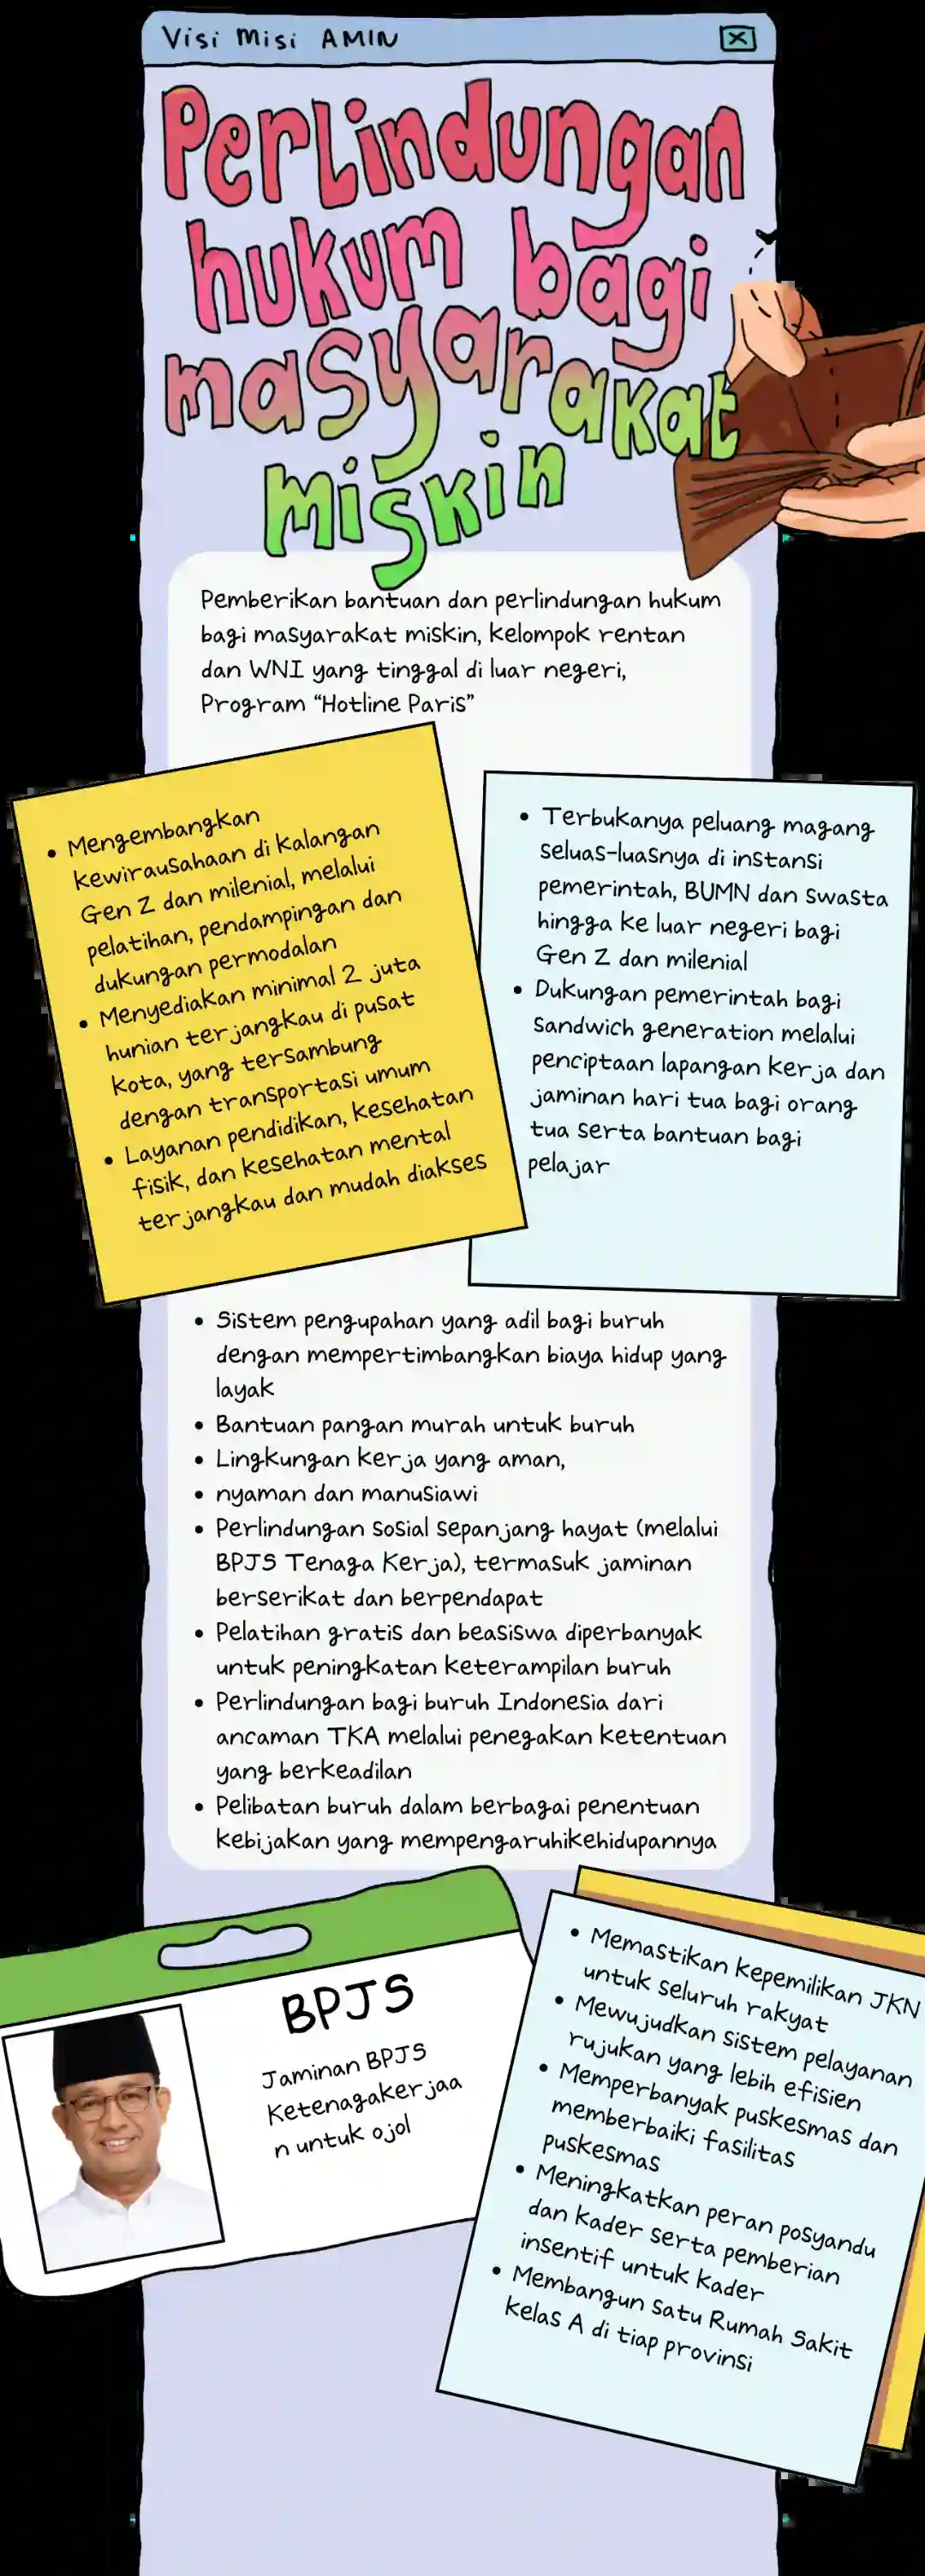 Visi Misi AMIN
Perlindungan
hukum bagi
masyarakat
miskin
Pemberikan bantuan dan perlindungan hukum
bagi masyarakat miskin, kelompok rentan
dan WNI yang tinggal di luar negeri,
Program “Hotline Paris”
• Mengembangkan
kewirausahaan di kalangan
Gen Z dan milenial, melalui
pelatihan, pendampingan dan
dukungan permodalan
• Menyediakan minimal 2 juta
hunian terjangkau di pusat
kota, yang tersambung
dengan transportasi umum
• Layanan pendidikan, kesehatan
fisik, dan kesehatan mental
terjangkau dan mudah diakses
• Terbukanya peluang magang
seluas-luasnya di instansi
pemerintah, BUMN dan swasta
hingga ke luar negeri bagi
Gen Z dan milenial
• Dukungan pemerintah bagi
Sandwich generation melalui
penciptaan lapangan kerja dan
jaminan hari tua bagi orang
tua serta bantuan bagi
pelajar
• Sistem pengupahan yang adil bagi buruh
dengan mempertimbangkan biaya hidup yang
layak
• Bantuan pangan murah untuk buruh
• Lingkungan kerja yang aman,
• nyaman dan manusiawi
• Perlindungan sosial sepanjang hayat (melalui
BPJS Tenaga Kerja), termasuk jaminan
berserikat dan berpendapat
• Pelatihan gratis dan beasiswa diperbanyak
untuk peningkatan keterampilan buruh
• Perlindungan bagi buruh Indonesia dari
ancaman TKA melalui penegakan ketentuan
yang berkeadilan
• Pelibatan buruh dalam berbagai penentuan
kebijakan yang mempengaruhikehidupannya
BPJS
Jaminan BPJS
Ketenagakerjaa
n untuk ojol
• Memastikan kepemilikan JKN
untuk seluruh rakyat
• Mewujudkan sistem pelayanan
rujukan yang lebih efisien
• Memperbanyak puskesmas dan
memberbaiki fasilitas
puskesmas
• Meningkatkan peran posyandu
dan kader serta pemberian
insentif untuk kader
• Membangun Satu Rumah Sakit
kelas A di tiap provinsi